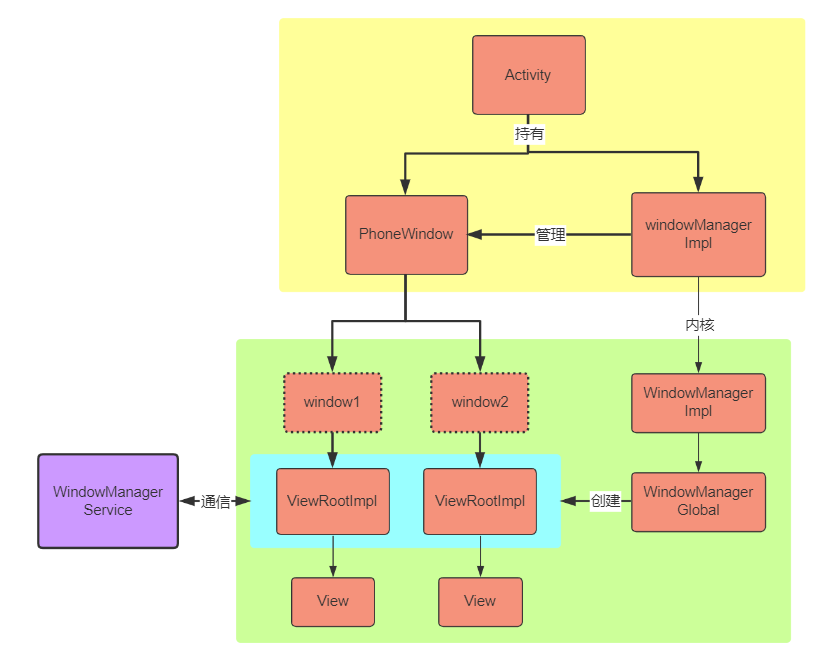 Activity
持有
PhoneWindow
管理
windowManager
Impl
内核
window1
window2
WindowManager
Impl
WindowManager
Service
通信
ViewRootImpl
ViewRootImpl
创建
WindowManager
Global
View
View